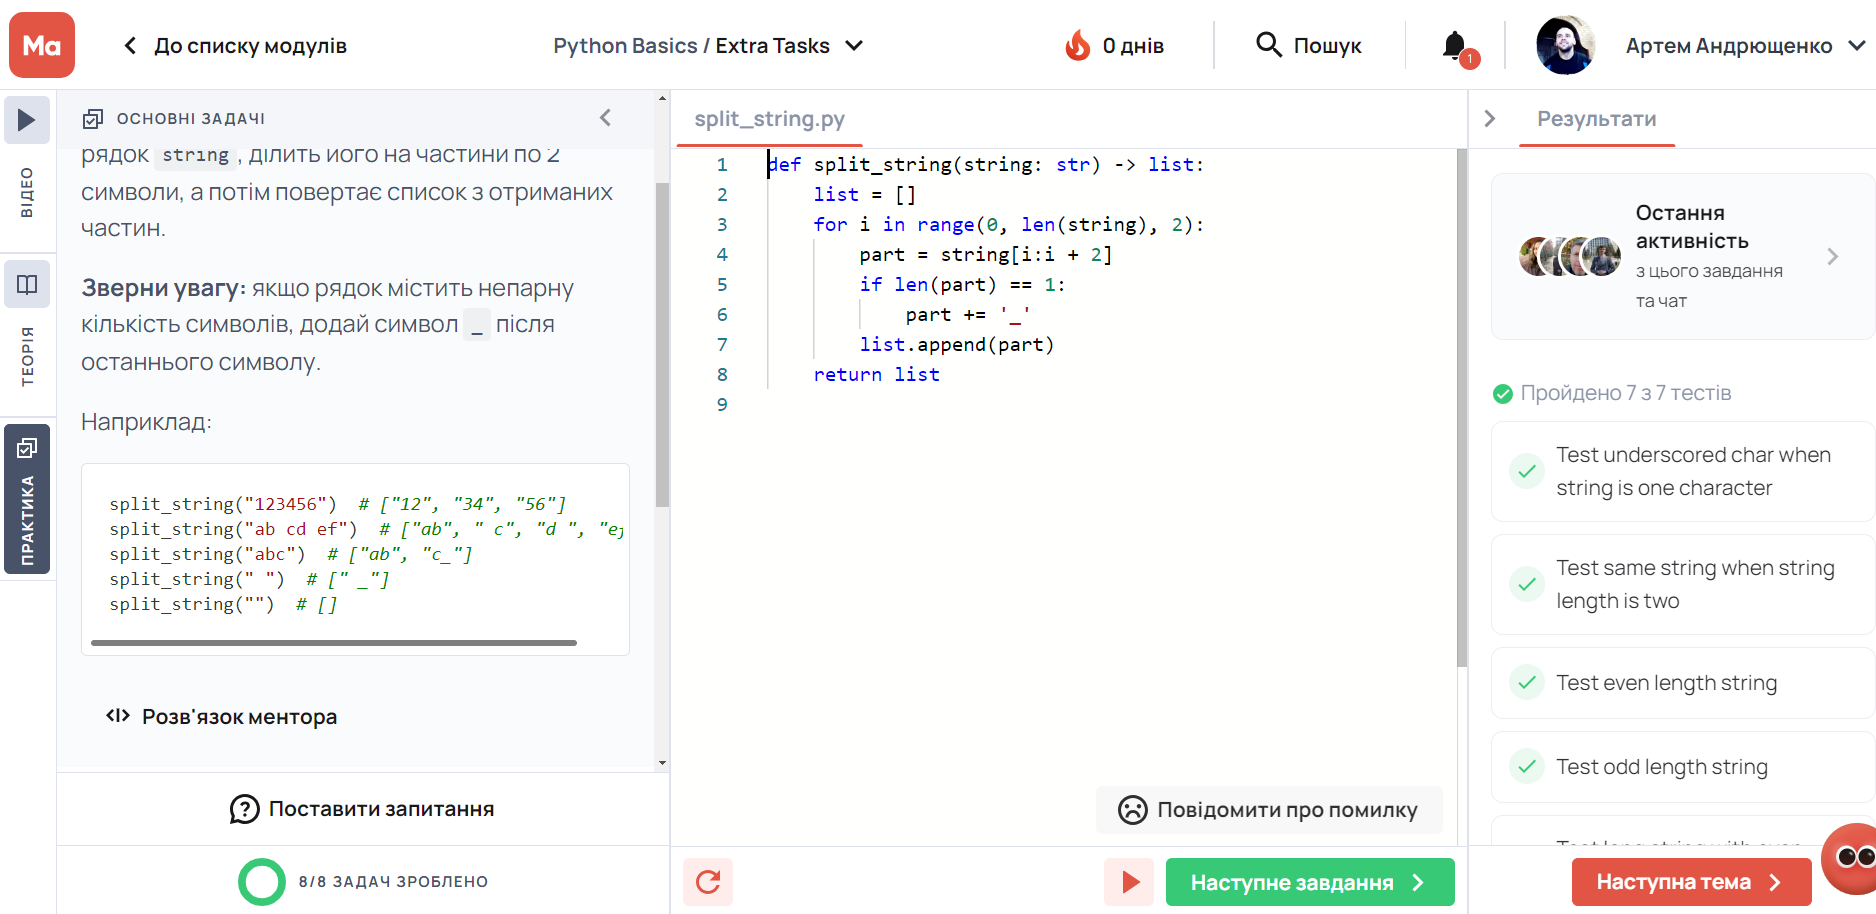 Ma
До списку модулів
Python Basics / Extra Tasks
0 днів
Пошук
1
Артем Андрющенко
ВІДЕО
ТЕОРІЯ
ПРАКТИКА
ОСНОВНІ ЗАДАЧІ
рядок string, ділить його на частини по 2
символи, а потім повертає список з отриманих
частин.
Зверни увагу: якщо рядок містить непарну
кількість символів, додай символ _ після
останнього символу.
Наприклад:
split_string("123456")  # ["12", "34", "56"]
split_string("ab cd ef")  # ["ab", " c", "d ", "ef
split_string("abc")  # ["ab", "c_"]
split_string(" ")  # [" _"]
split_string("")  # []
Розв'язок ментора
Поставити запитання
8/8 ЗАДАЧ ЗРОБЛЕНО
split_string.py
1 def split_string(string: str) -> list:
2     list = []
3     for i in range(0, len(string), 2):
4         part = string[i:i + 2]
5         if len(part) == 1:
6             part += '_'
7         list.append(part)
8     return list
9
Повідомити про помилку
Наступне завдання
Результати
Остання
активність
з цього завдання
та чат
Пройдено 7 з 7 тестів
Test underscored char when
string is one character
Test same string when string
length is two
Test even length string
Test odd length string
Test long string with even
Наступна тема